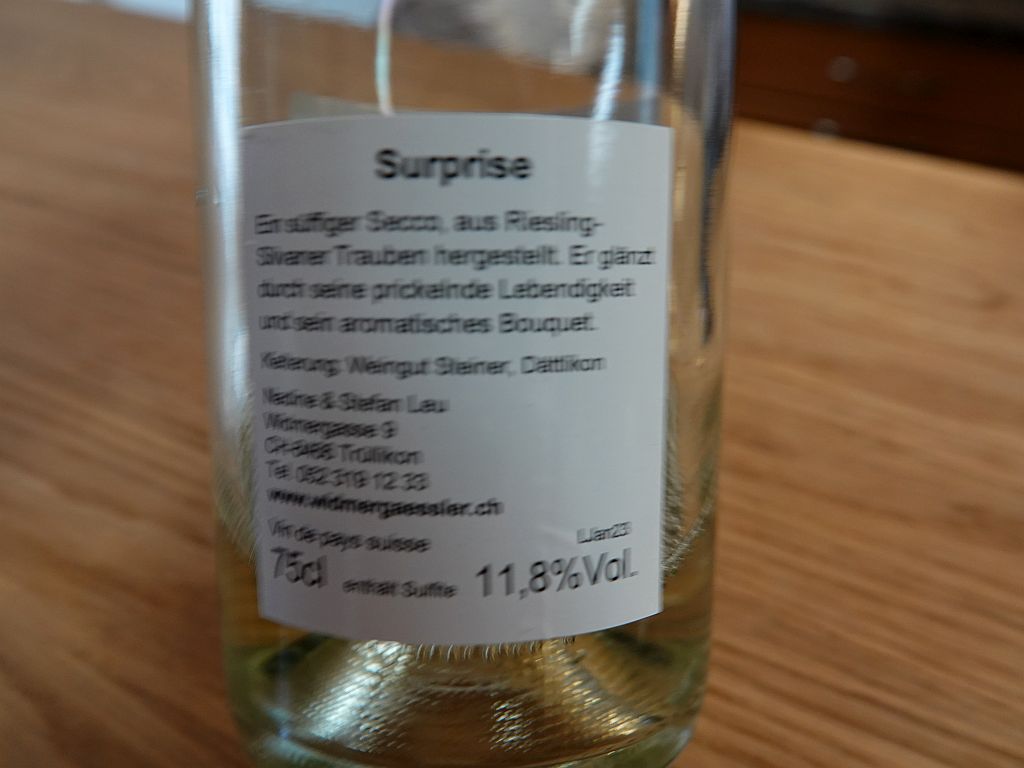 Surprise
Ein süffiger Secco, aus Riesling-
Silvaner Trauben hergestellt. Er glänzt
durch seine prickelnde Lebendigkeit
und sein aromatisches Bouquet.
Kelterung: Weingut Steiner, Dättlikon
Nadine & Stefan Lau
Widmergasse 9
CH-8466 Trüllikon
Tel. 052 319 12 33
www.widmergaessler.ch
Vin de pays suisse
LJan23
75cl enthält Sulfite 11,8%Vol.